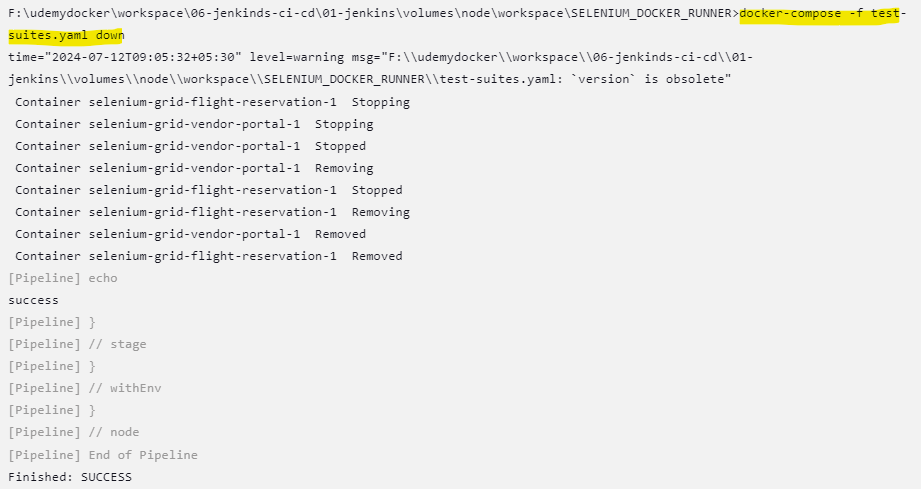 F:\udemydocker\workspace\06-jenkinds-ci-cd\01-jenkins\volumes\node\workspace\SELENIUM_DOCKER_RUNNER>docker-compose -f test-
suites.yaml down
time="2024-07-12T09:05:32+05:30" level=warning msg="F:\\udemydocker\\workspace\\06-jenkinds-ci-cd\\01-
jenkins\\volumes\\node\\workspace\\SELENIUM_DOCKER_RUNNER\\test-suites.yaml: `version` is obsolete"
Container selenium-grid-flight-reservation-1  Stopping
Container selenium-grid-vendor-portal-1  Stopping
Container selenium-grid-vendor-portal-1  Stopped
Container selenium-grid-vendor-portal-1  Removing
Container selenium-grid-flight-reservation-1  Stopped
Container selenium-grid-flight-reservation-1  Removing
Container selenium-grid-vendor-portal-1  Removed
Container selenium-grid-flight-reservation-1  Removed
[Pipeline] echo
success
[Pipeline] }
[Pipeline] // stage
[Pipeline] }
[Pipeline] // withEnv
[Pipeline] }
[Pipeline] // node
[Pipeline] End of Pipeline
Finished: SUCCESS